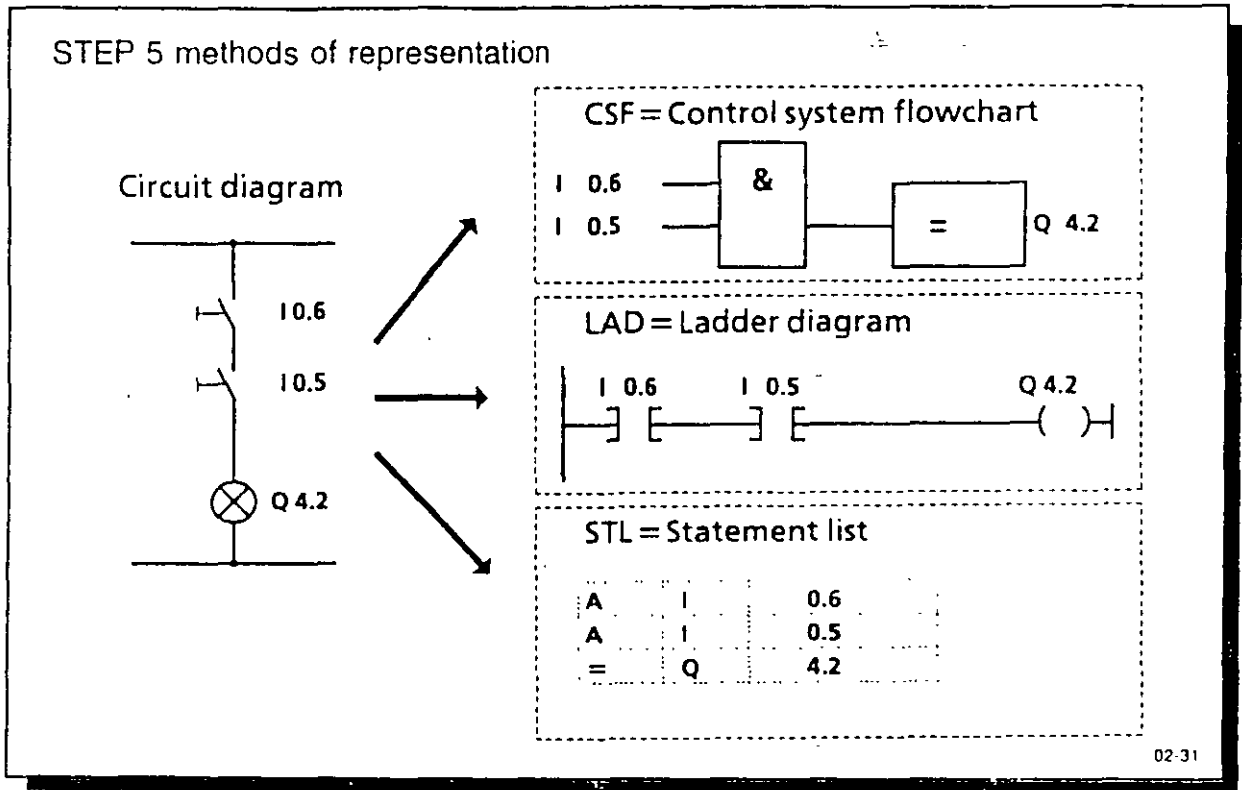 STEP 5 methods of representation
Circuit diagram
I 0.6
I 0.5
Q 4.2
CSF = Control system flowchart
I 0.6
I 0.5
&
=
Q 4.2
LAD = Ladder diagram
I 0.6 I 0.5 Q 4.2
STL = Statement list
A I 0.6
A I 0.5
= Q 4.2
02-31